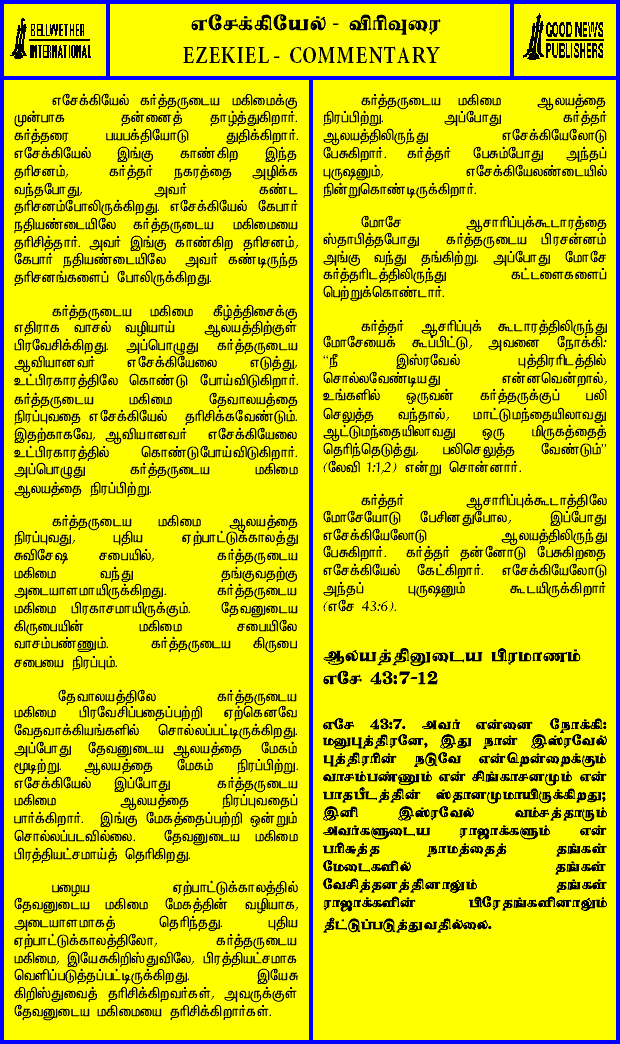 BELLWETHER
INTERNATIONAL
எசேக்கியேல் - விரிவுரை
EZEKIEL - COMMENTARY
GOOD NEWS
PUBLISHERS
எசேக்கியேல் கர்த்தருடைய மகிமைக்கு
முன்பாக தன்னைத் தாழ்த்துகிறார்.
கர்த்தரை பயபக்தியோடு துதிக்கிறார்.
எசேக்கியேல் இங்கு காண்கிற இந்த
தரிசனம், கர்த்தர் நகரத்தை அழிக்க
வந்தபோது, அவர் கண்ட
தரிசனம்போலிருக்கிறது. எசேக்கியேல் கேபார்
நதியண்டையிலே கர்த்தருடைய மகிமையை
தரிசித்தார். அவர் இங்கு காண்கிற தரிசனம்,
கேபார் நதியண்டையிலே அவர் கண்டிருந்த
தரிசனங்களைப் போலிருக்கிறது.
கர்த்தருடைய மகிமை கீழ்த்திசைக்கு
எதிராக வாசல் வழியாய் ஆலயத்திற்குள்
பிரவேசிக்கிறது. அப்பொழுது கர்த்தருடைய
ஆவியானவர் எசேக்கியேலை எடுத்து,
உட்பிரகாரத்திலே கொண்டு போய்விடுகிறார்.
கர்த்தருடைய மகிமை தேவாலயத்தை
நிரப்புவதை எசேக்கியேல் தரிசிக்கவேண்டும்.
இதற்காகவே, ஆவியானவர் எசேக்கியேலை
உட்பிரகாரத்தில் கொண்டுபோய்விடுகிறார்.
அப்பொழுது கர்த்தருடைய மகிமை
ஆலயத்தை நிரப்பிற்று.
கர்த்தருடைய மகிமை ஆலயத்தை
நிரப்புவது, புதிய ஏற்பாட்டுக்காலத்து
சுவிசேஷ சபையில், கர்த்தருடைய
மகிமை வந்து தங்குவதற்கு
அடையாளமாயிருக்கிறது. கர்த்தருடைய
மகிமை பிரகாசமாயிருக்கும். தேவனுடைய
கிருபையின் மகிமை சபையிலே
வாசம்பண்ணும். கர்த்தருடைய கிருபை
சபையை நிரப்பும்.
தேவாலயத்திலே கர்த்தருடைய
மகிமை பிரவேசிப்பதைப்பற்றி ஏற்கெனவே
வேதவாக்கியங்களில் சொல்லப்பட்டிருக்கிறது.
அப்போது தேவனுடைய ஆலயத்தை மேகம்
மூடிற்று. ஆலயத்தை மேகம் நிரப்பிற்று.
எசேக்கியேல் இப்போது கர்த்தருடைய
மகிமை ஆலயத்தை நிரப்புவதைப்
பார்க்கிறார். இங்கு மேகத்தைப்பற்றி ஒன்றும்
சொல்லப்படவில்லை. தேவனுடைய மகிமை
பிரத்தியட்சமாய்த் தெரிகிறது.
பழைய ஏற்பாட்டுக்காலத்தில்
தேவனுடைய மகிமை மேகத்தின் வழியாக,
அடையாளமாகத் தெரிந்தது. புதிய
ஏற்பாட்டுக்காலத்திலோ, கர்த்தருடைய
மகிமை, இயேசுகிறிஸ்துவிலே, பிரத்தியட்சமாக
வெளிப்படுத்தப்பட்டிருக்கிறது. இயேசு
கிறிஸ்துவைத் தரிசிக்கிறவர்கள், அவருக்குள்
தேவனுடைய மகிமையை தரிசிக்கிறார்கள்.
கர்த்தருடைய மகிமை ஆலயத்தை
நிரப்பிற்று. அப்போது கர்த்தர்
ஆலயத்திலிருந்து எசேக்கியேலோடு
பேசுகிறார். கர்த்தர் பேசும்போது அந்தப்
புருஷனும், எசேக்கியேலண்டையில்
நின்றுகொண்டிருக்கிறார்.
மோசே ஆசாரிப்புக்கூடாரத்தை
ஸ்தாபித்தபோது கர்த்தருடைய பிரசன்னம்
அங்கு வந்து தங்கிற்று. அப்போது மோசே
கர்த்தரிடத்திலிருந்து கட்டளைகளைப்
பெற்றுக்கொண்டார்.
கர்த்தர் ஆசரிப்புக் கூடாரத்திலிருந்து
மோசேயைக் கூப்பிட்டு, அவனை நோக்கி:
“நீ இஸ்ரவேல் புத்திரரிடத்தில்
சொல்லவேண்டியது என்னவென்றால்,
உங்களில் ஒருவன் கர்த்தருக்குப் பலி
செலுத்த வந்தால், மாட்டுமந்தையிலாவது
ஆட்டுமந்தையிலாவது ஒரு மிருகத்தைத்
தெரிந்தெடுத்து, பலிசெலுத்த வேண்டும்”
(லேவி 1:1,2) என்று சொன்னார்.
கர்த்தர் ஆசாரிப்புக்கூடாத்திலே
மோசேயோடு பேசினதுபோல, இப்போது
எசேக்கியேலோடு ஆலயத்திலிருந்து
பேசுகிறார். கர்த்தர் தன்னோடு பேசுகிறதை
எசேக்கியேல் கேட்கிறார். எசேக்கியேலோடு
அந்தப் புருஷனும் கூடயிருக்கிறார்
(எசே 43:6).
ஆலயத்தினுடைய பிரமாணம்
எசே 43:7-12
எசே 43:7. அவர் என்னை நோக்கி:
மனுபுத்திரனே, இது நான் இஸ்ரவேல்
புத்திரரின் நடுவே என்றென்றைக்கும்
வாசம்பண்ணும் என் சிங்காசனமும் என்
பாதபீடத்தின் ஸ்தானமுமாயிருக்கிறது;
இனி இஸ்ரவேல் வம்சத்தாரும்
அவர்களுடைய ராஜாக்களும் என்
பரிசுத்த நாமத்தைத் தங்கள்
மேடைகளில் தங்கள்
வேசித்தனத்தினாலும் தங்கள்
ராஜாக்களின் பிரேதங்களினாலும்
தீட்டுப்படுத்துவதில்லை.